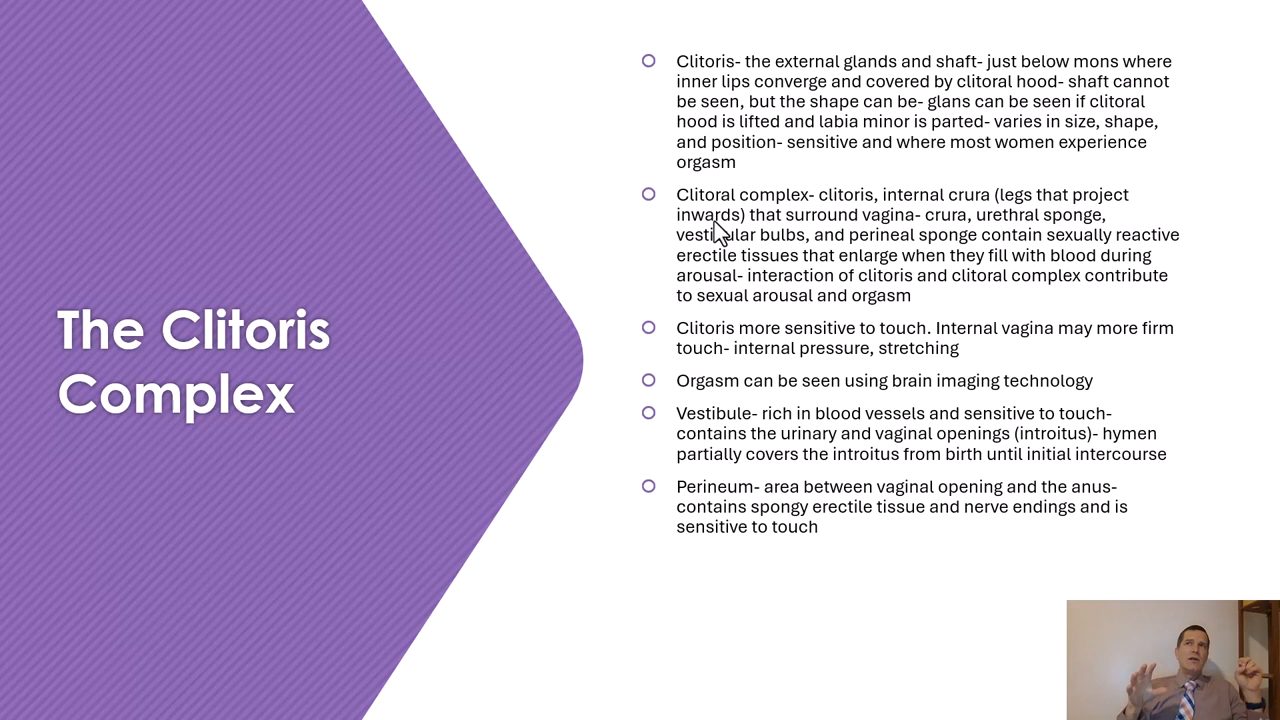 The Clitoris
Complex
Clitoris- the external glands and shaft- just below mons where
inner lips converge and covered by clitoral hood- shaft cannot
be seen, but the shape can be- glans can be seen if clitoral
hood is lifted and labia minor is parted- varies in size, shape,
and position- sensitive and where most women experience
orgasm
Clitoral complex- clitoris, internal crura (legs that project
inwards) that surround vagina- crura, urethral sponge,
vestibular bulbs, and perineal sponge contain sexually reactive
erectile tissues that enlarge when they fill with blood during
arousal- interaction of clitoris and clitoral complex contribute
to sexual arousal and orgasm
Clitoris more sensitive to touch. Internal vagina may more firm
touch- internal pressure, stretching
Orgasm can be seen using brain imaging technology
Vestibule- rich in blood vessels and sensitive to touch-
contains the urinary and vaginal openings (introitus)- hymen
partially covers the introitus from birth until initial intercourse
Perineum- area between vaginal opening and the anus-
contains spongy erectile tissue and nerve endings and is
sensitive to touch